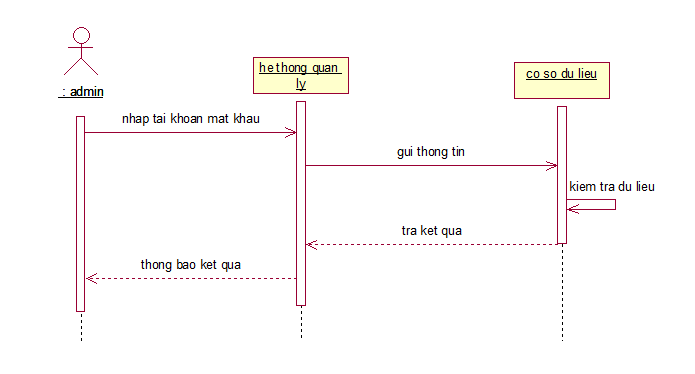 : admin
he thong quan
ly
co so du lieu
nhap tai khoan mat khau
gui thong tin
kiem tra du lieu
tra ket qua
thong bao ket qua